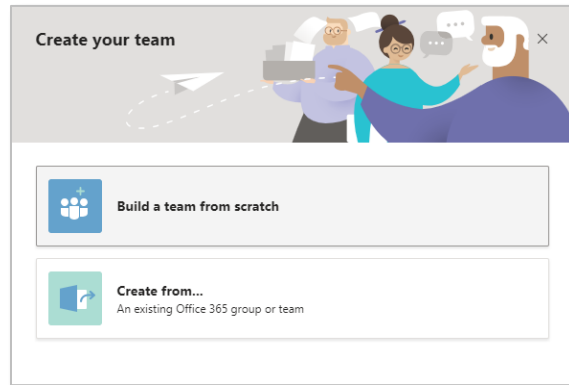 Create your team
Build a team from scratch
Create from...
An existing Office 365 group or team